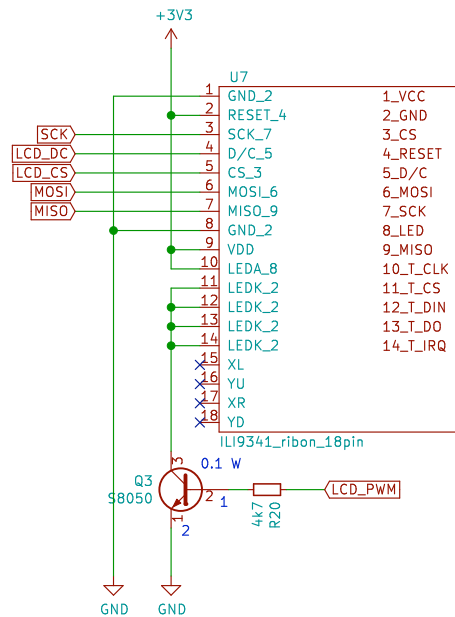 +3V3
U7
1 GND_2 1_VCC
2 RESET_4 2_GND
SCK 3 SCK_7 3_CS
LCD_DC 4 D/C_5 4_RESET
LCD_CS 5 CS_3 5_D/C
MOSI 6 MOSI_6 6_MOSI
MISO 7 MISO_9 7_SCK
8 GND_2 8_LED
9 VDD 9_MISO
10 LEDA_8 10_T_CLK
11 LEDK_2 11_T_CS
12 LEDK_2 12_T_DIN
13 LEDK_2 13_T_DO
14 LEDK_2 14_T_IRQ
15 XL
16 YU
17 XR
18 YD
ILI9341_ribon_18pin
3 0.1 W
Q3
S8050
2 1
4k7
R20
LCD_PWM
1 2
GND GND